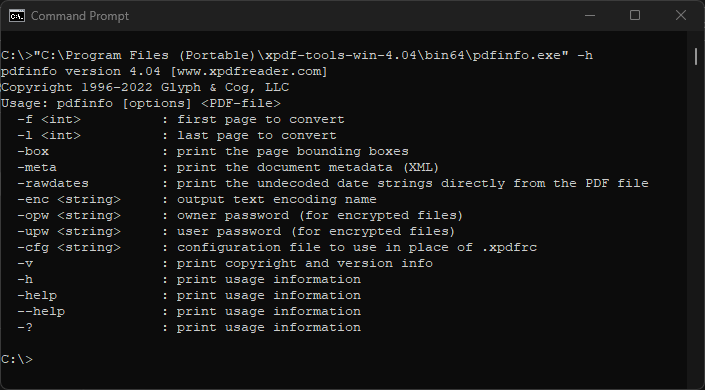 Command Prompt
C:\>"C:\Program Files (Portable)\xpdf-tools-win-4.04\bin64\pdfinfo.exe" -h
pdfinfo version 4.04 [www.xpdfreader.com]
Copyright 1996-2022 Glyph & Cog, LLC
Usage: pdfinfo [options] <PDF-file>
  -f <int>          : first page to convert
  -l <int>          : last page to convert
  -box              : print the page bounding boxes
  -meta             : print the document metadata (XML)
  -rawdates         : print the undecoded date strings directly from the PDF file
  -enc <string>     : output text encoding name
  -opw <string>     : owner password (for encrypted files)
  -upw <string>     : user password (for encrypted files)
  -cfg <string>     : configuration file to use in place of .xpdfrc
  -v                : print copyright and version info
  -h                : print usage information
  -help             : print usage information
  --help            : print usage information
  -?                : print usage information
C:\>